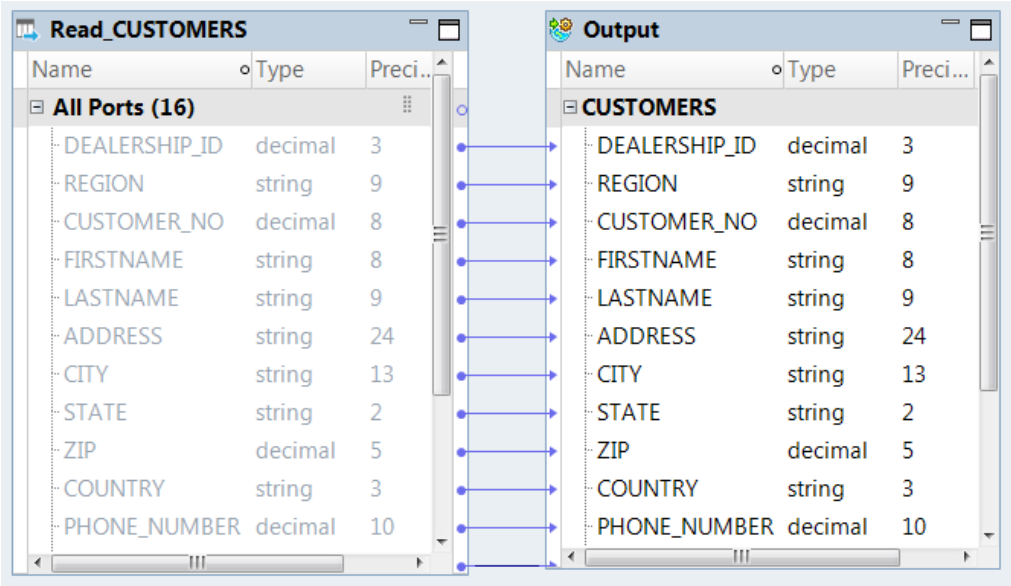 Read_CUSTOMERS
Name Type Preci..
All Ports (16)
DEALERSHIP_ID decimal 3
REGION string 9
CUSTOMER_NO decimal 8
FIRSTNAME string 8
LASTNAME string 9
ADDRESS string 24
CITY string 13
STATE string 2
ZIP decimal 5
COUNTRY string 3
PHONE_NUMBER decimal 10
Output
Name Type Preci...
CUSTOMERS
DEALERSHIP_ID decimal 3
REGION string 9
CUSTOMER_NO decimal 8
FIRSTNAME string 8
LASTNAME string 9
ADDRESS string 24
CITY string 13
STATE string 2
ZIP decimal 5
COUNTRY string 3
PHONE_NUMBER decimal 10